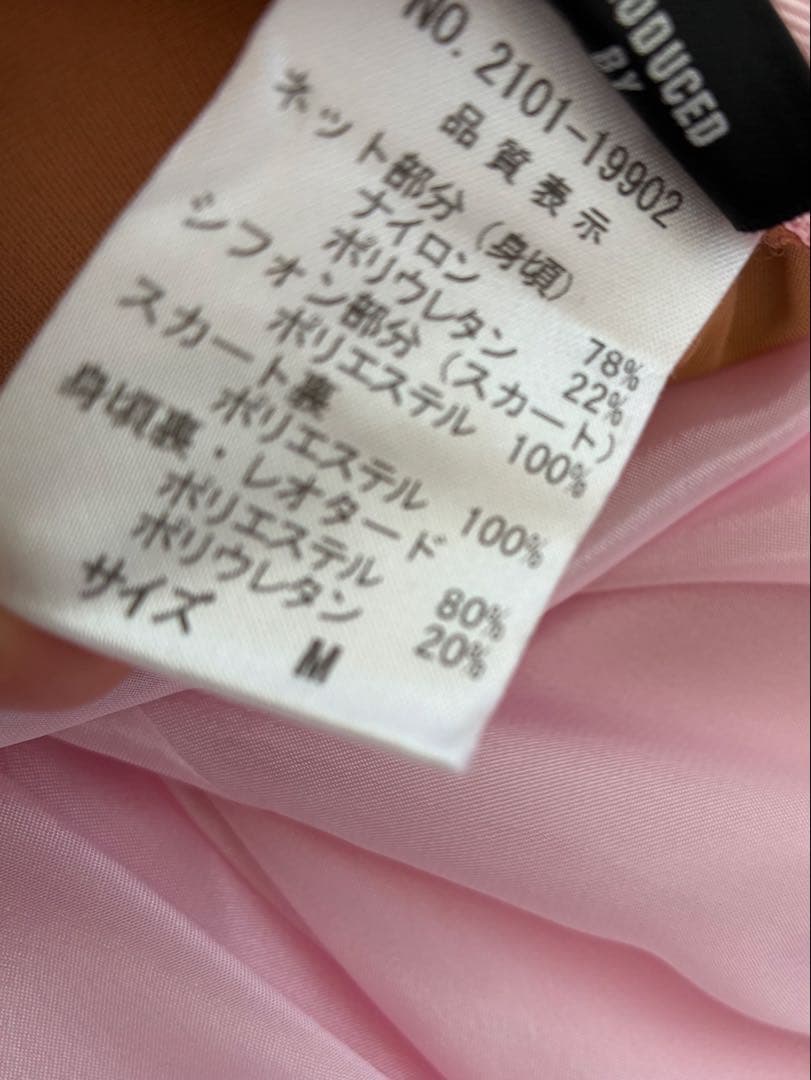 PRODUCED
BY
NO. 2101-19902
品質表示
ネット部分（身頃）
ナイロン 78%
ポリウレタン 22%
シフォン部分（スカート）
ポリエステル 100%
スカート裏
ポリエステル 100%
身頃裏・レオタード
ポリエステル 80%
ポリウレタン 20%
サイズ M